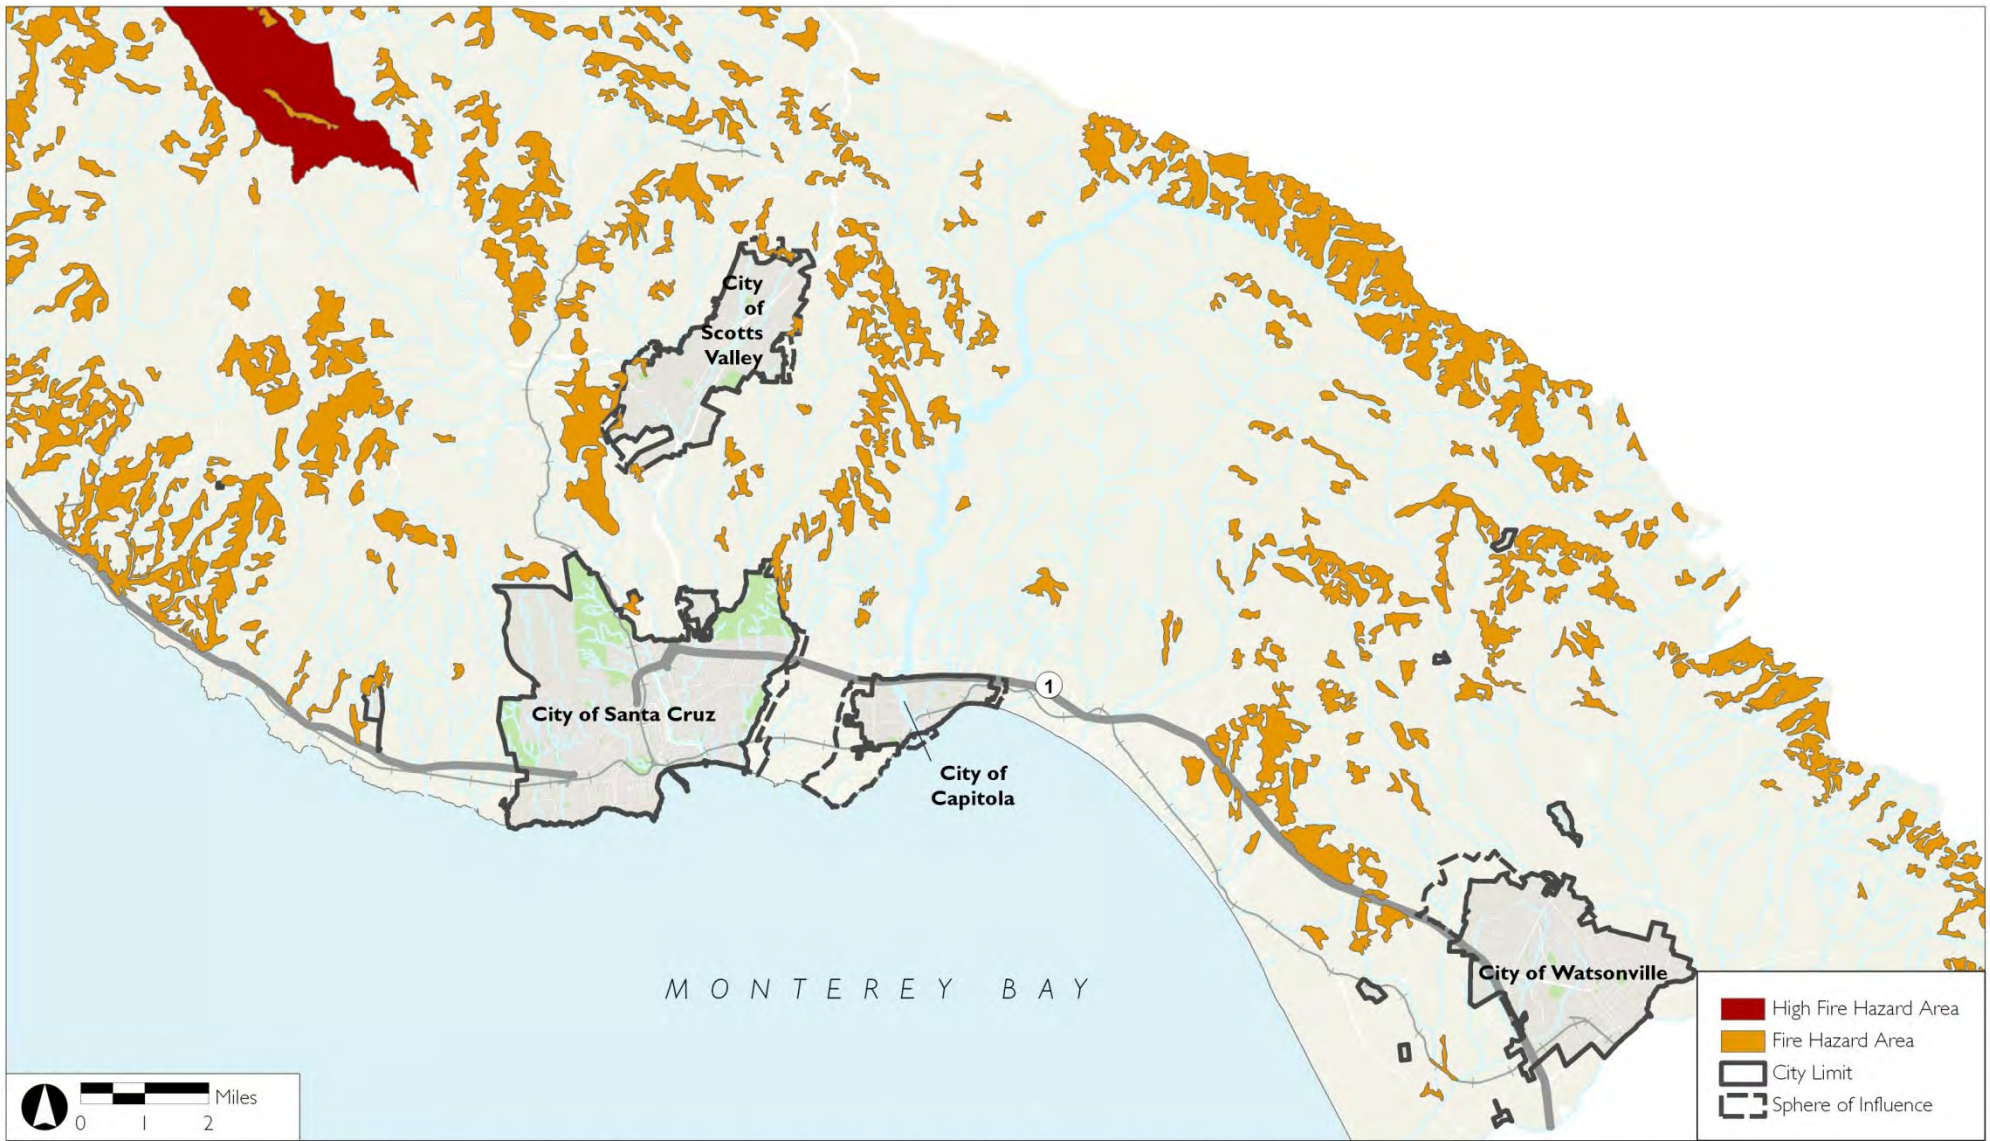 City
of
Scotts
Valley
1
City of Santa Cruz
City of
Capitola
City of Watsonville
MONTEREY BAY
High Fire Hazard Area
Fire Hazard Area
City Limit
Sphere of Influence
Miles
0 1 2